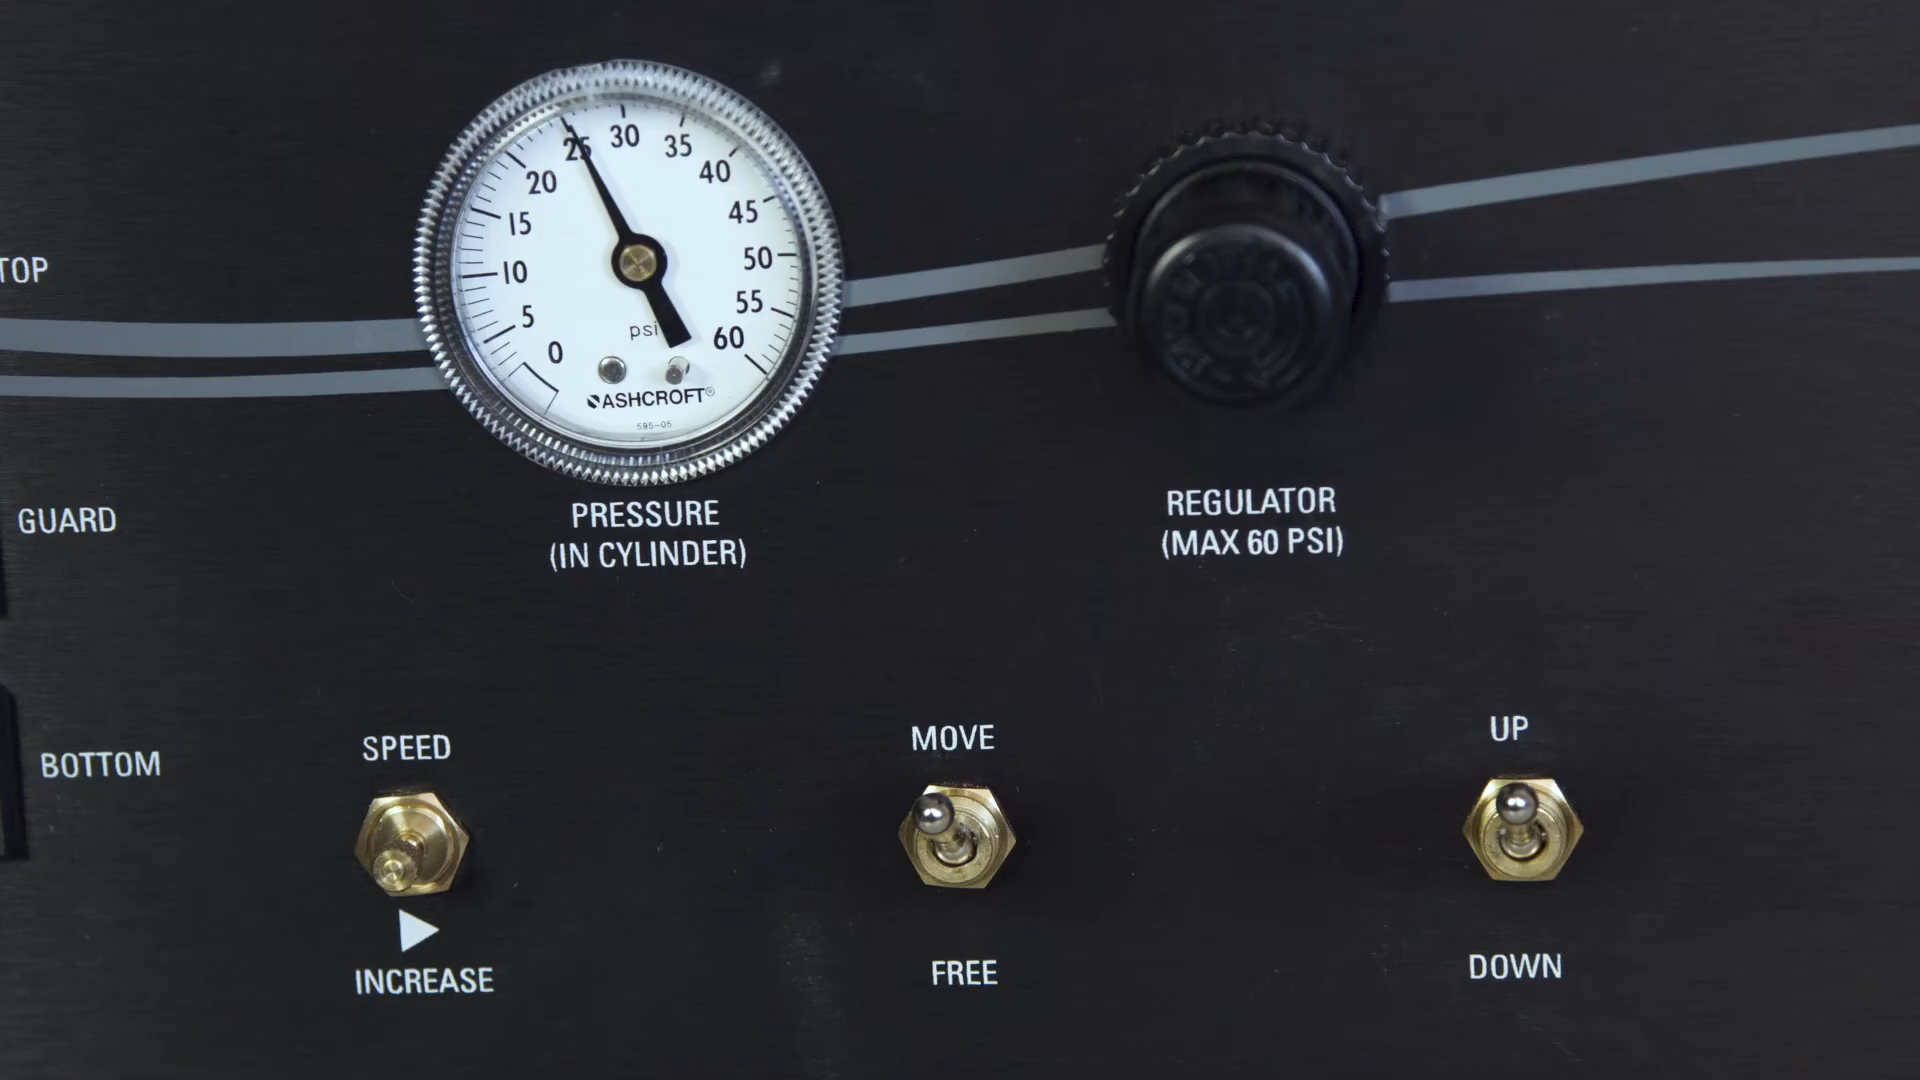 30
25
35
20
40
15
45
10
50
5
55
psi
0
60
ASHCROFT®
595-05
TOP
GUARD
PRESSURE
(IN CYLINDER)
REGULATOR
(MAX 60 PSI)
BOTTOM
SPEED
INCREASE
MOVE
FREE
UP
DOWN